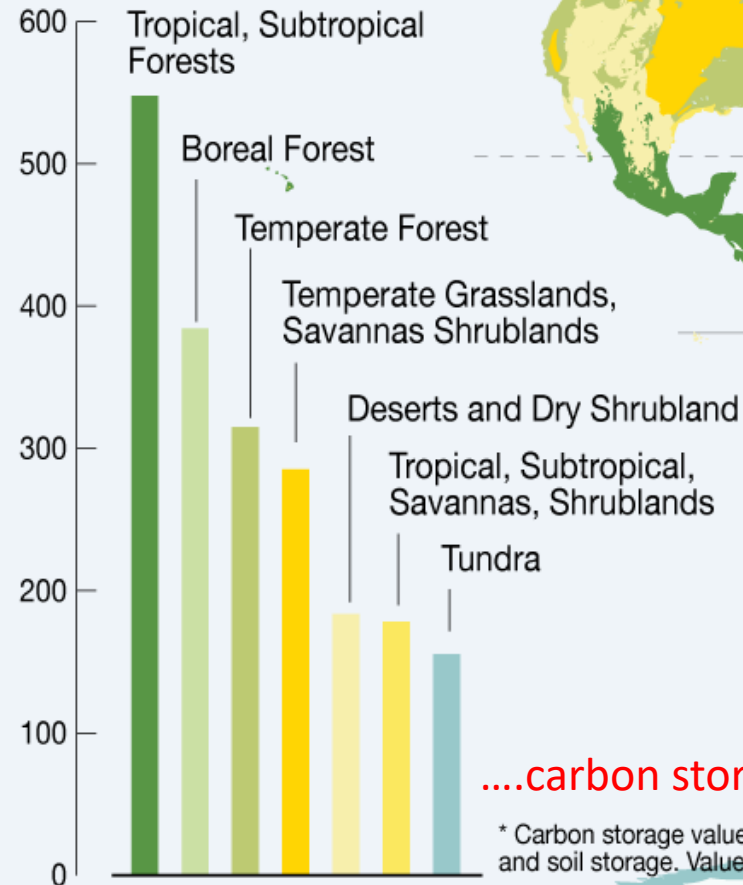 600
Tropical, Subtropical
Forests
500
Boreal Forest
Temperate Forest
400
Temperate Grasslands,
Savannas Shrublands
300
Deserts and Dry Shrubland
Tropical, Subtropical,
Savannas, Shrublands
200
Tundra
100
....carbon stor
* Carbon storage value
and soil storage. Value
0